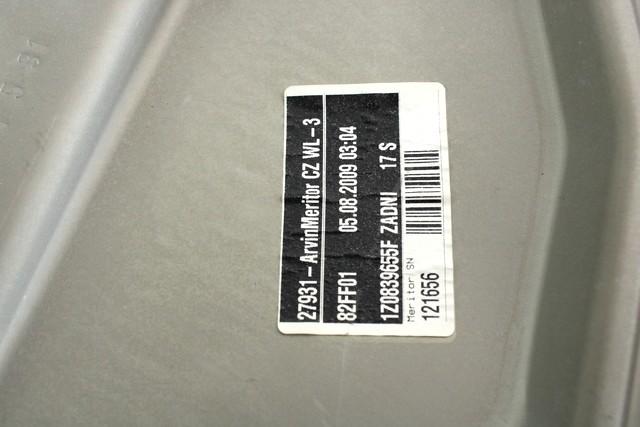 27931-ArvinMeritor CZ WL-3
82FF01 05.08.2009 03:04
1Z0839655F ZADNI 17 S
Meritor/SN
121656